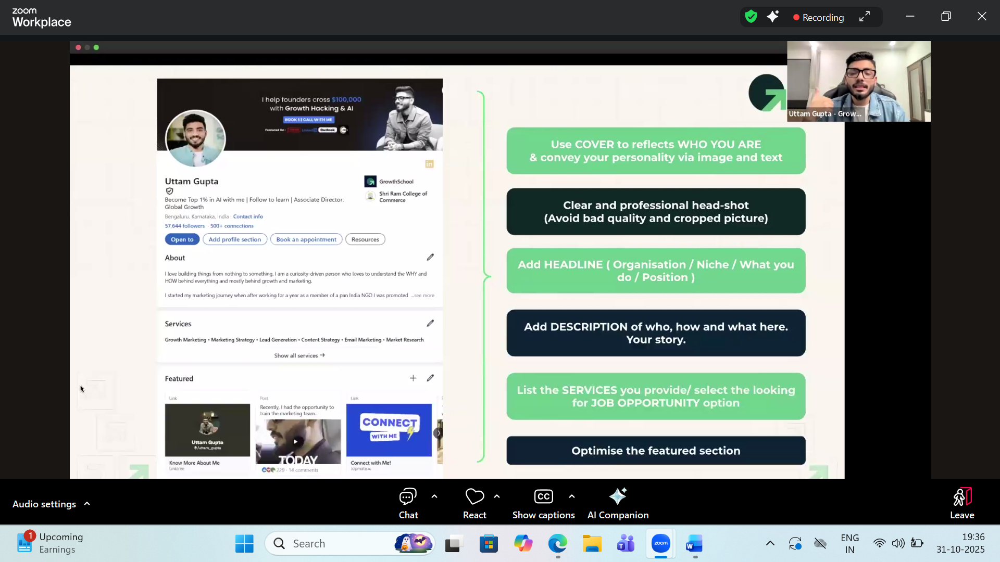 zoom
Workplace
Recording
Uttam Gupta - Grow...
I help founders cross $100,000
with Growth Hacking & AI
BOOK 1:1 CALL WITH ME
Featured On:
LinkedIn
Outlook
in
Uttam Gupta
Become Top 1% in AI with me | Follow to learn | Associate Director:
Global Growth
Bengaluru, Karnataka, India · Contact info
57,644 followers · 500+ connections
GrowthSchool
Shri Ram College of
Commerce
Open to
Add profile section
Book an appointment
Resources
About
I love building things from nothing to something. I am a curiosity-driven person who loves to understand the WHY and
HOW behind everything and mostly behind growth and marketing.
I started my marketing journey when after working for a year as a member of a pan India NGO I was promoted ...see more
Services
Growth Marketing • Marketing Strategy • Lead Generation • Content Strategy • Email Marketing • Market Research
Show all services →
Featured
Link
Uttam Gupta
/uttam_gupta
Know More About Me
Linktree
Post
Recently, I had the opportunity to
train the marketing team...
TODAY
229 · 14 comments
Link
CONNECT
WITH ME
Connect with Me!
topmate.io
Use COVER to reflects WHO YOU ARE
& convey your personality via image and text
Clear and professional head-shot
(Avoid bad quality and cropped picture)
Add HEADLINE ( Organisation / Niche / What you
do / Position )
Add DESCRIPTION of who, how and what here.
Your story.
List the SERVICES you provide/ select the looking
for JOB OPPORTUNITY option
Optimise the featured section
Audio settings
Chat
React
CC
Show captions
AI Companion
Leave
1
Upcoming
Earnings
Search
zoom
W
ENG
IN
19:36
31-10-2025